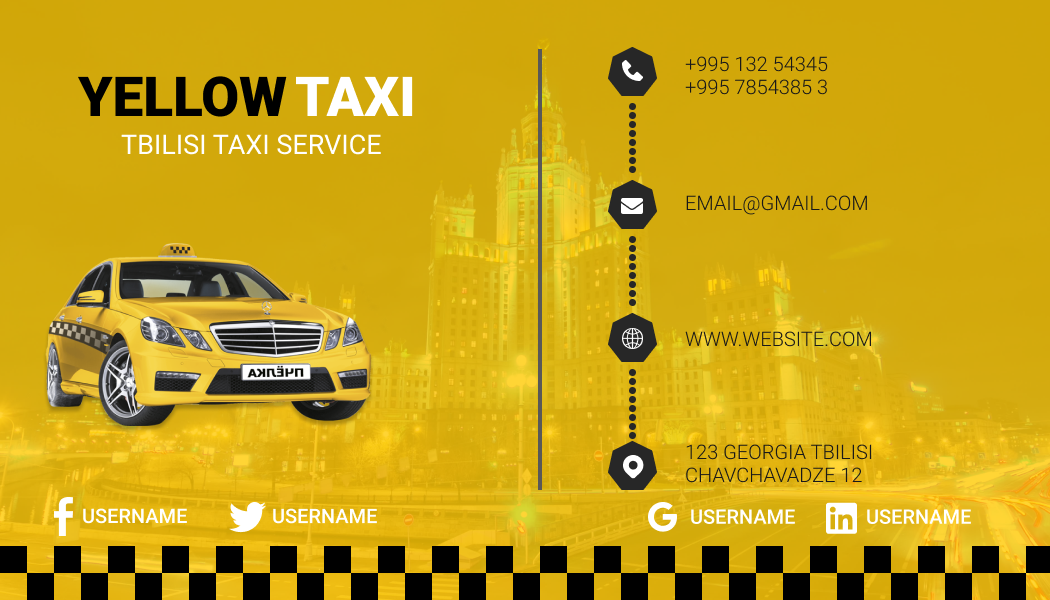 YELLOW TAXI
TBILISI TAXI SERVICE
ПЧЁЛКА
+995 132 54345
+995 7854385 3
EMAIL@GMAIL.COM
WWW.WEBSITE.COM
123 GEORGIA TBILISI
CHAVCHAVADZE 12
USERNAME
USERNAME
USERNAME
USERNAME